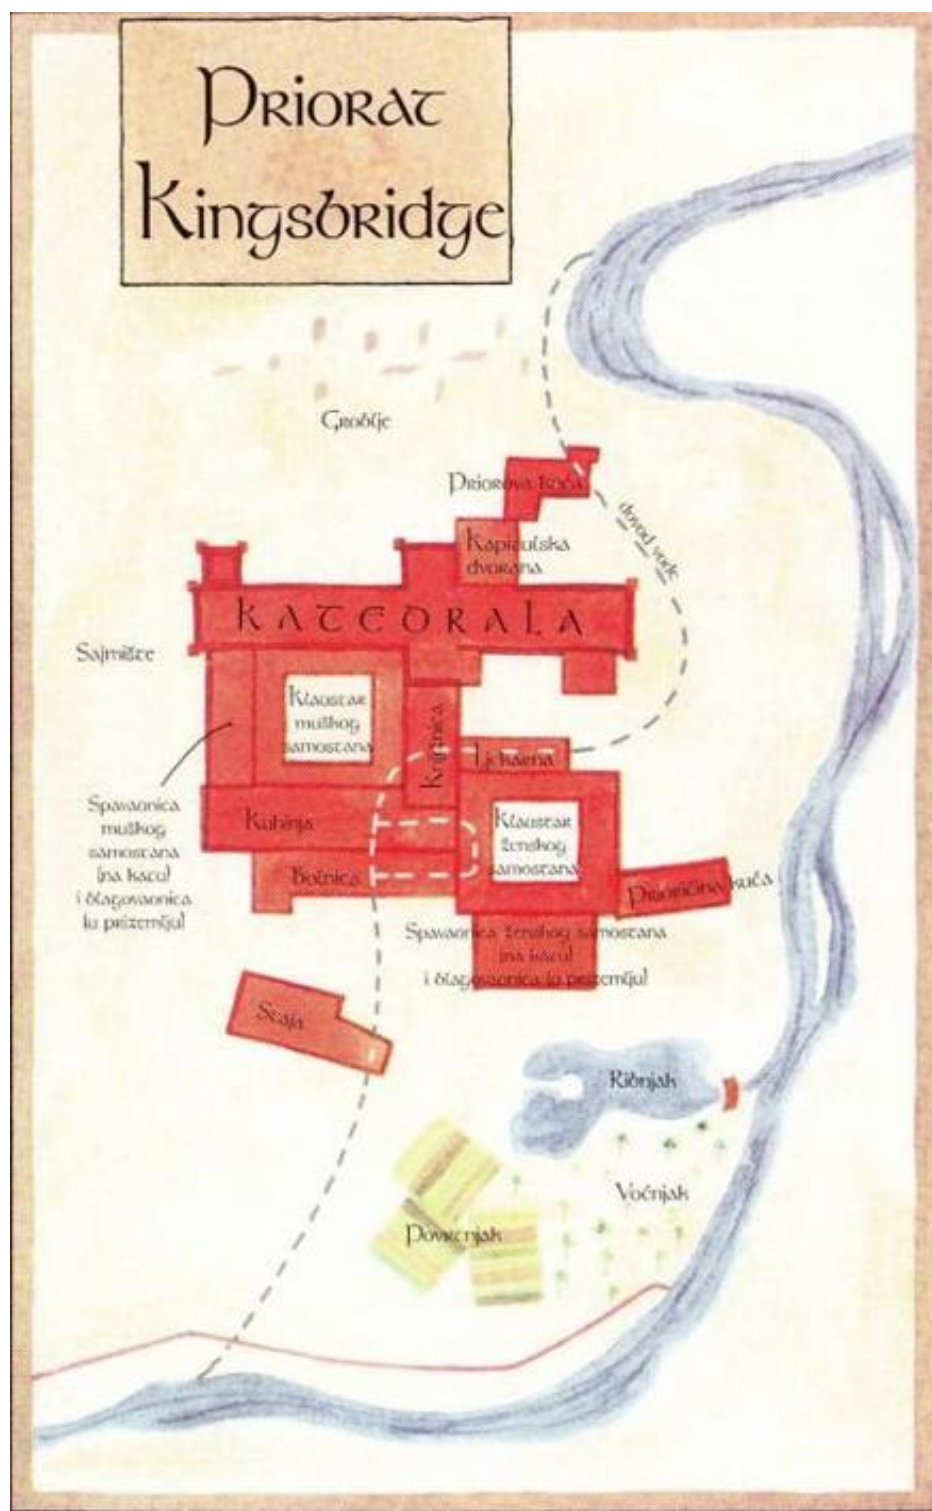 Priorat
Kingsbridge
Groblje
Priorova kuća
Kapitulska
dvorana
dovod vode
KATEDRALA
Sajmište
Klaustar
muškog
samostana
Knjižnica
Ljekarna
Spavaonica
muškog
samostana
(na katu)
i blagovaonica
(u prizemlju)
Kuhinja
Klaustar
ženskog
samostana
Bolnica
Prioričina kuća
Spavaonica ženskog samostana
(na katu)
i blagovaonica (u prizemlju)
Staja
Ribnjak
Voćnjak
Povrtnjak